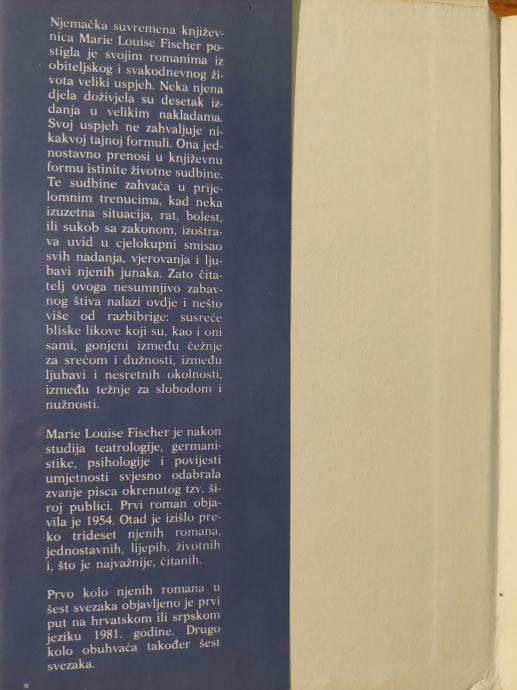 Njemačka suvremena književ-
nica Marie Louise Fischer po-
stigla je svojim romanima iz
obiteljskog i svakodnevnog ži-
vota veliki uspjeh. Neka njena
djela doživjela su desetak iz-
danja u velikim nakladama.
Svoj uspjeh ne zahvaljuje ni-
kakvoj tajnoj formuli. Ona jed-
nostavno prenosi u književnu
formu istinite životne sudbine.
Te sudbine zahvaća u prije-
lomnim trenucima, kad neka
izuzetna situacija, rat, bolest,
ili sukob sa zakonom, izoštra-
va uvid u cjelokupni smisao
svih nadanja, vjerovanja i lju-
bavi njenih junaka. Zato čita-
telj ovoga nesumnjivo zabav-
nog štiva nalazi ovdje i nešto
više od razbibrige: susreće
bliske likove koji su, kao i oni
sami, gonjeni između čežnje
za srećom i dužnosti, između
ljubavi i nesretnih okolnosti,
između težnje za slobodom i
nužnosti.
Marie Louise Fischer je nakon
studija teatrologije, germani-
stike, psihologije i povijesti
umjetnosti svjesno odabrala
zvanje pisca okrenutog tzv. ši-
roj publici. Prvi roman obja-
vila je 1954. Otad je izišlo pre-
ko trideset njenih romana,
jednostavnih, lijepih, životnih
i, što je najvažnije, čitanih.
Prvo kolo njenih romana u
šest svezaka objavljeno je prvi
put na hrvatskom ili srpskom
jeziku 1981. godine. Drugo
kolo obuhvaća također šest
svezaka.